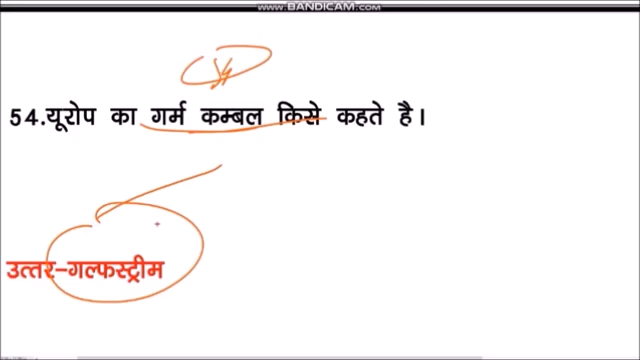 www.BANDICAM.com
54.यूरोप का गर्म कम्बल किसे कहते है।
उत्तर-गल्फस्ट्रीम